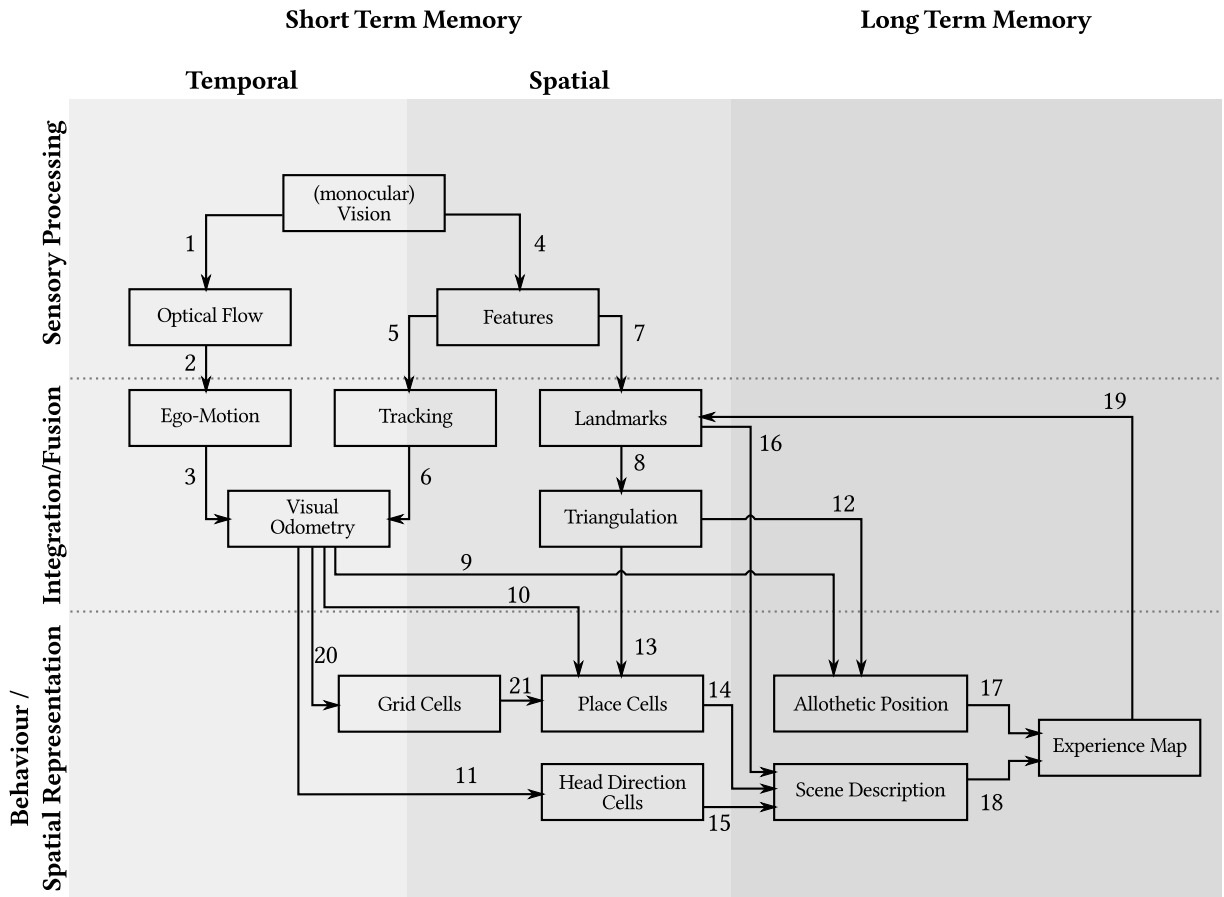 Short Term Memory
Long Term Memory
Temporal
Spatial
Sensory Processing
(monocular)
Vision
1
4
Optical Flow
Features
5
7
2
Integration/Fusion
Ego-Motion
Tracking
Landmarks
19
16
3
6
8
Visual
Odometry
Triangulation
12
9
10
Behaviour /
Spatial Representation
20
13
21
14
17
Grid Cells
Place Cells
Allothetic Position
Experience Map
11
Head Direction
Cells
Scene Description
15
18